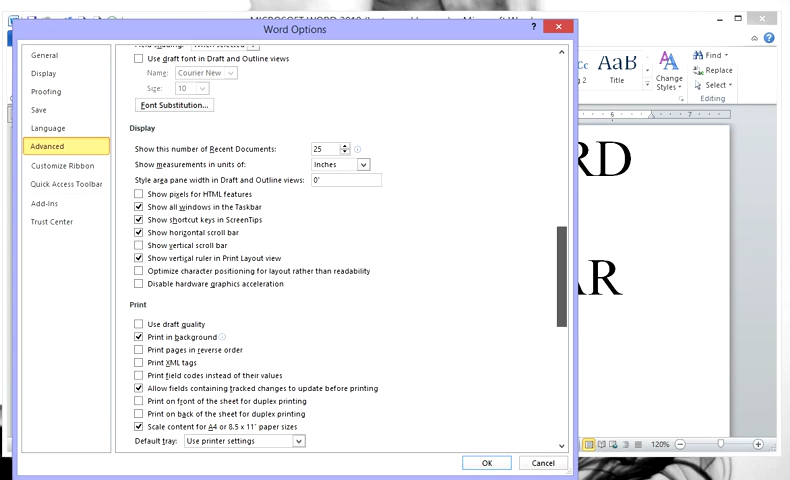 Word Options
General
Display
Proofing
Save
Language
Advanced
Customize Ribbon
Quick Access Toolbar
Add-Ins
Trust Center
Use draft font in Draft and Outline views
Name: Courier New
Size: 10
Font Substitution...
Display
Show this number of Recent Documents: 25
Show measurements in units of: Inches
Style area pane width in Draft and Outline views: 0"
Show pixels for HTML features
Show all windows in the Taskbar
Show shortcut keys in ScreenTips
Show horizontal scroll bar
Show vertical scroll bar
Show vertical ruler in Print Layout view
Optimize character positioning for layout rather than readability
Disable hardware graphics acceleration
Print
Use draft quality
Print in background
Print pages in reverse order
Print XML tags
Print field codes instead of their values
Allow fields containing tracked changes to update before printing
Print on front of the sheet for duplex printing
Print on back of the sheet for duplex printing
Scale content for A4 or 8.5 x 11" paper sizes
Default tray: Use printer settings
OK
Cancel
AaB
Title
Change
Styles
Find
Replace
Select
Editing
6
7
RD
AR
120%